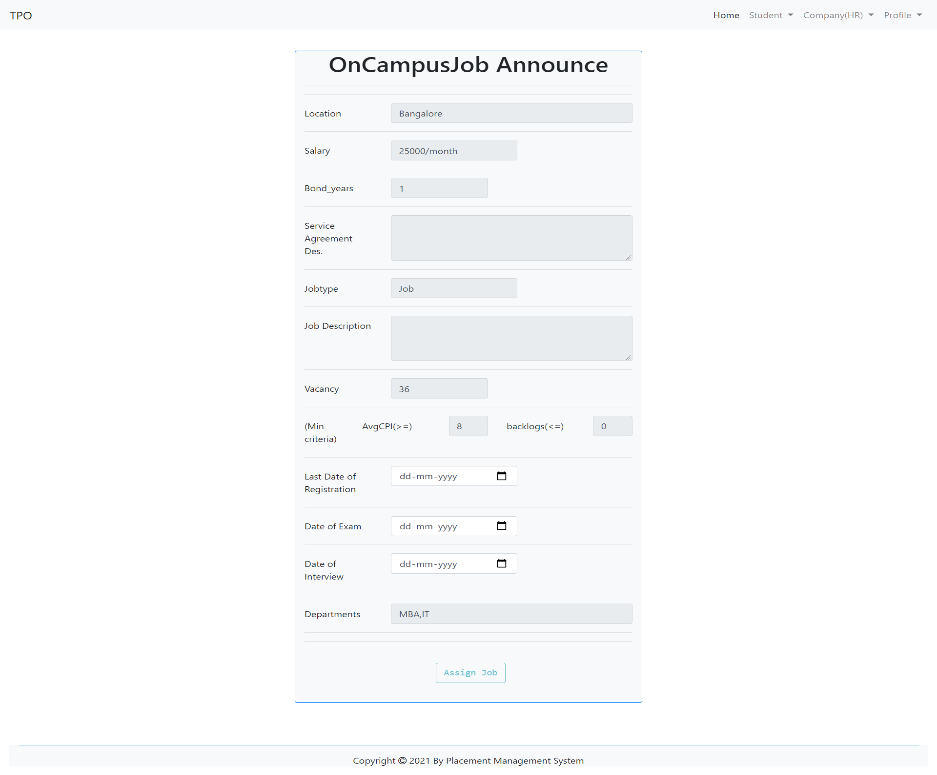 TPO Home Student Company(HR) Profile
OnCampusJob Announce
Location Bangalore
Salary 25000/month
Bond_years 1
Service
Agreement
Des.
Jobtype Job
Job Description
Vacancy 36
(Min AvgCPI(>=) 8 backlogs(<=) 0
criteria)
Last Date of dd-mm-yyyy
Registration
Date of Exam dd-mm-yyyy
Date of dd-mm-yyyy
Interview
Departments MBA,IT
Assign Job
Copyright © 2021 By Placement Management System